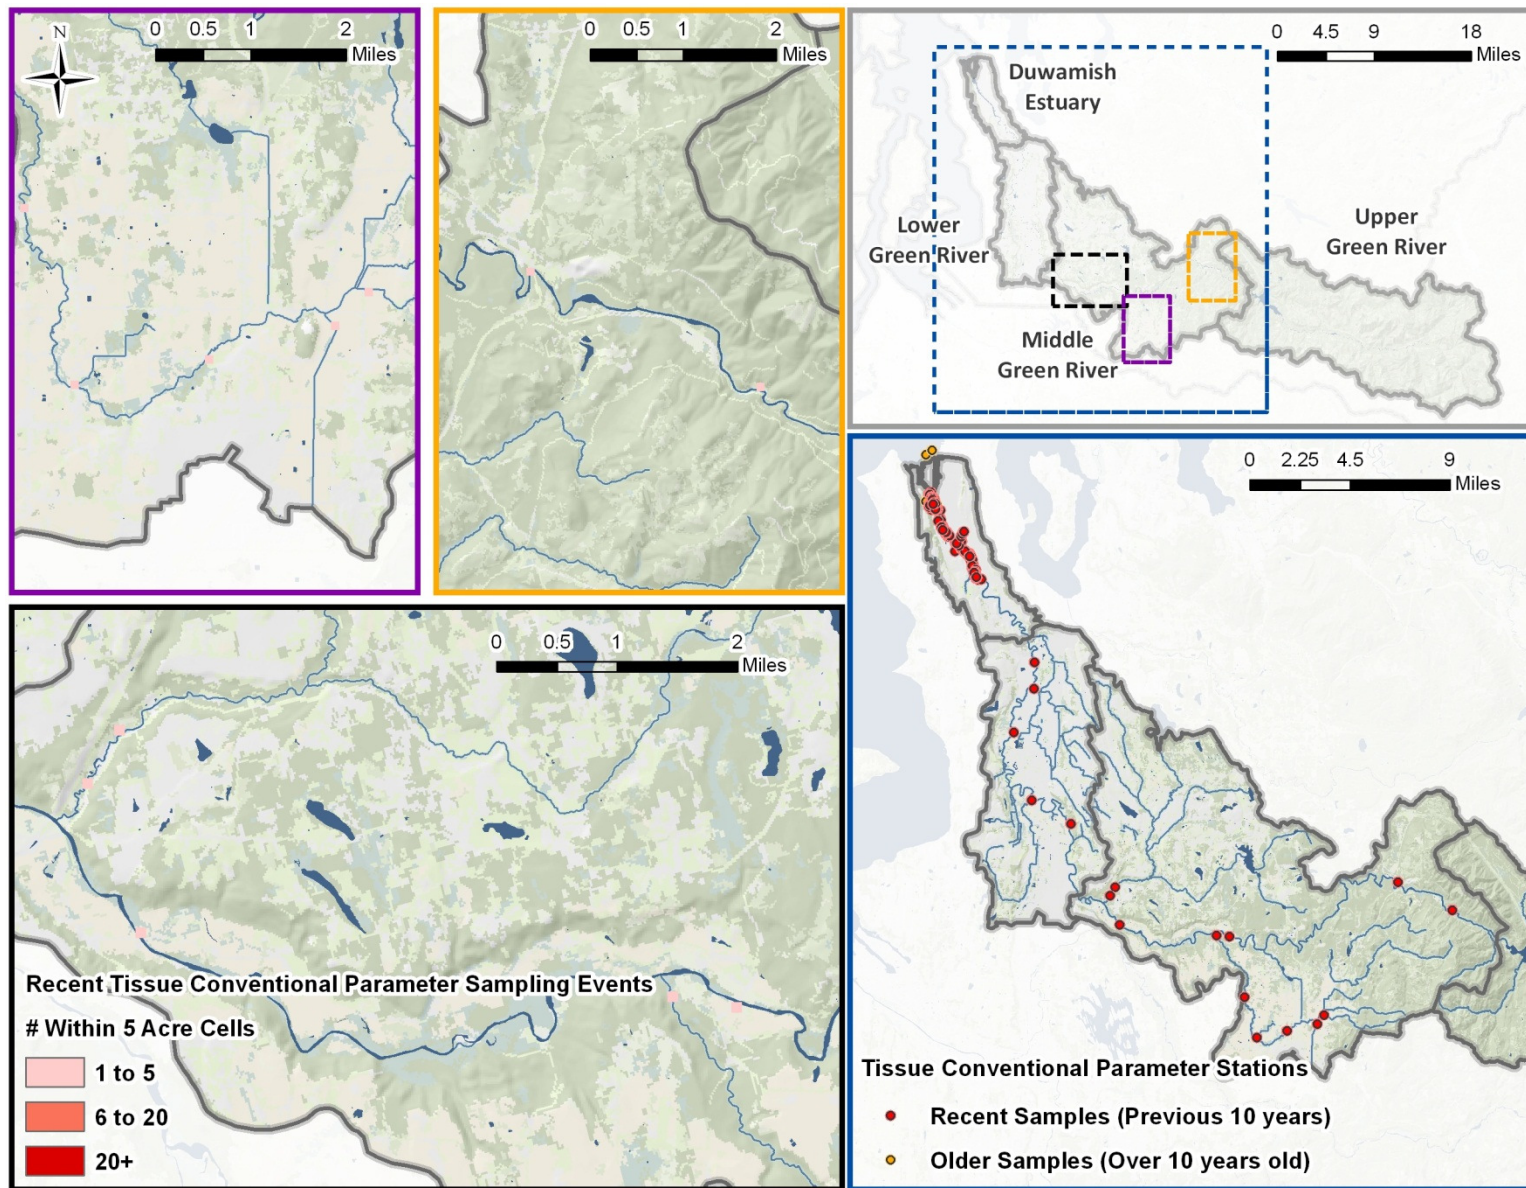 N
0 0.5 1 2
Miles
0 0.5 1 2
Miles
0 4.5 9 18
Miles
Duwamish
Estuary
Lower
Green River
Upper
Green River
Middle
Green River
0 0.5 1 2
Miles
Recent Tissue Conventional Parameter Sampling Events
# Within 5 Acre Cells
1 to 5
6 to 20
20+
0 2.25 4.5 9
Miles
Tissue Conventional Parameter Stations
Recent Samples (Previous 10 years)
Older Samples (Over 10 years old)